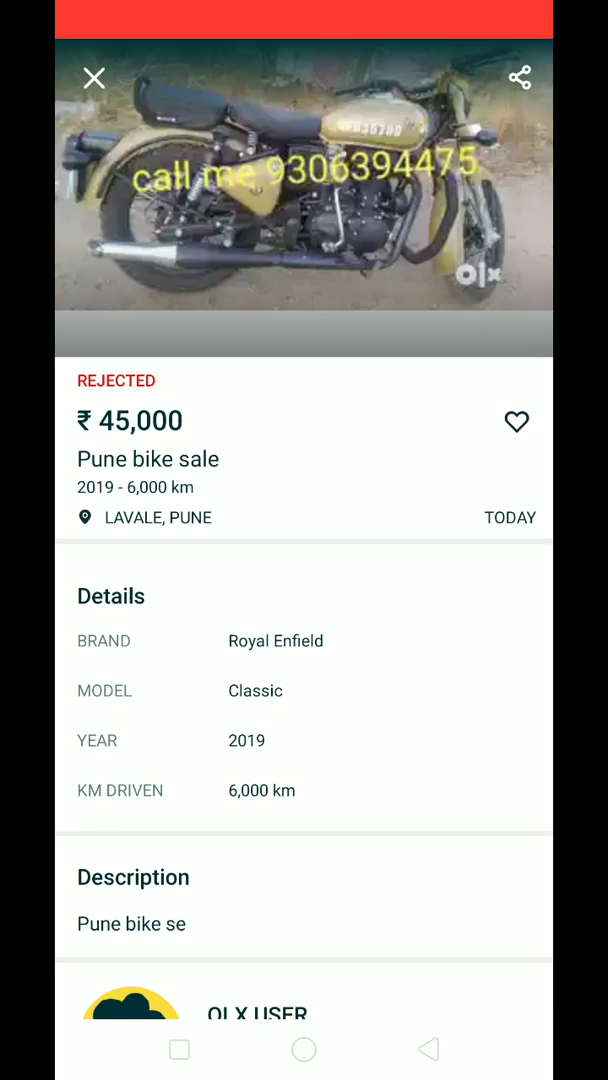 call me 9306394475
olx
REJECTED
₹ 45,000
Pune bike sale
2019 - 6,000 km
LAVALE, PUNE
TODAY
Details
BRAND
Royal Enfield
MODEL
Classic
YEAR
2019
KM DRIVEN
6,000 km
Description
Pune bike se
OLX USER